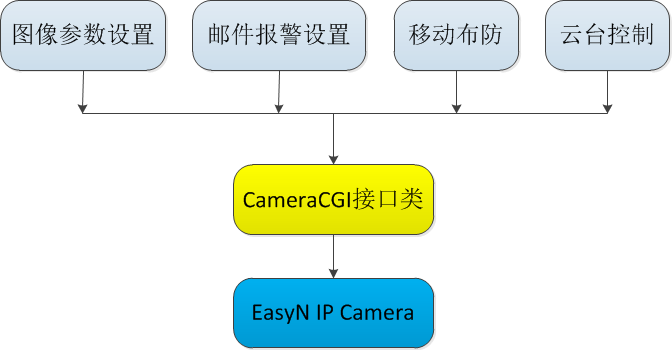 图像参数设置
邮件报警设置
移动布防
云台控制
CameraCGI接口类
EasyN IP Camera